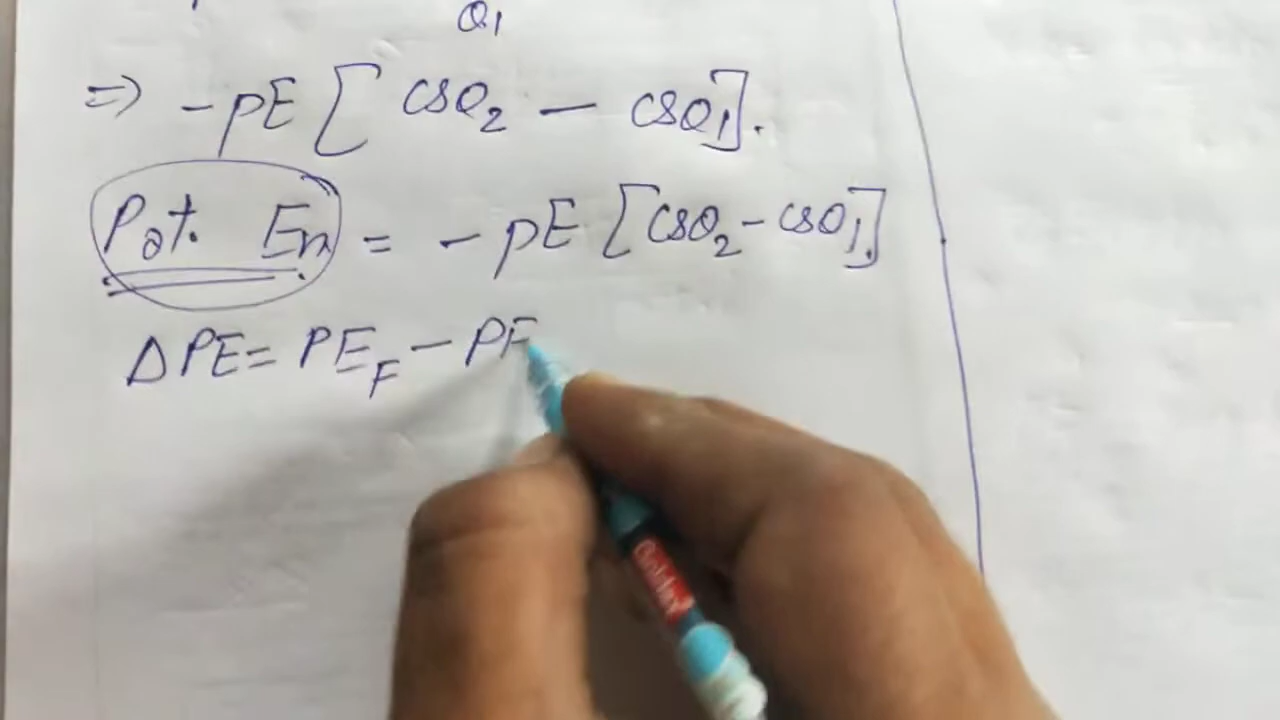 θ1
⇒ -pE [ cosθ2 - cosθ1].
Pot. En = -pE [cosθ2 - cosθ1]
ΔPE = PEF - PE